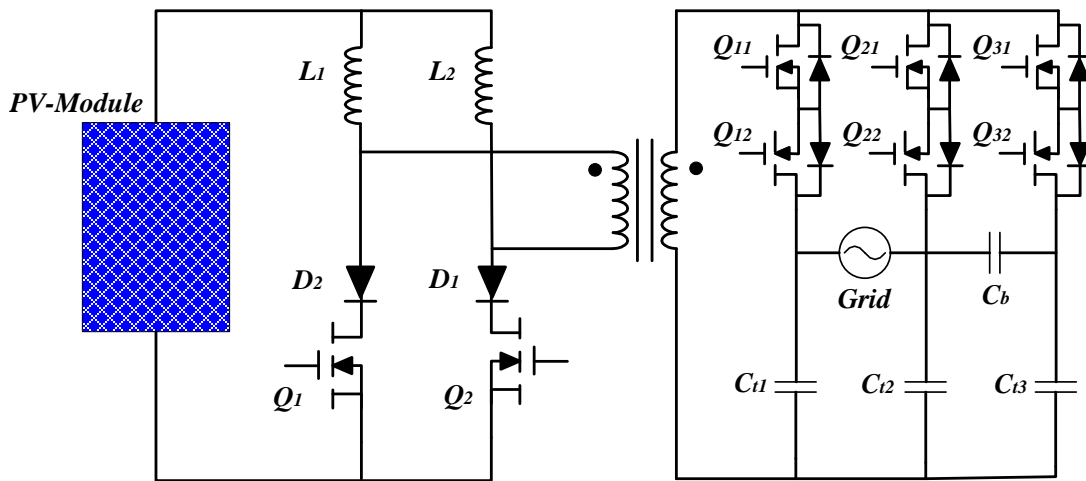 Q11
Q21
Q31
L1
L2
PV-Module
Q12
Q22
Q32
D2
D1
Grid
Cb
Q1
Q2
Ct1
Ct2
Ct3